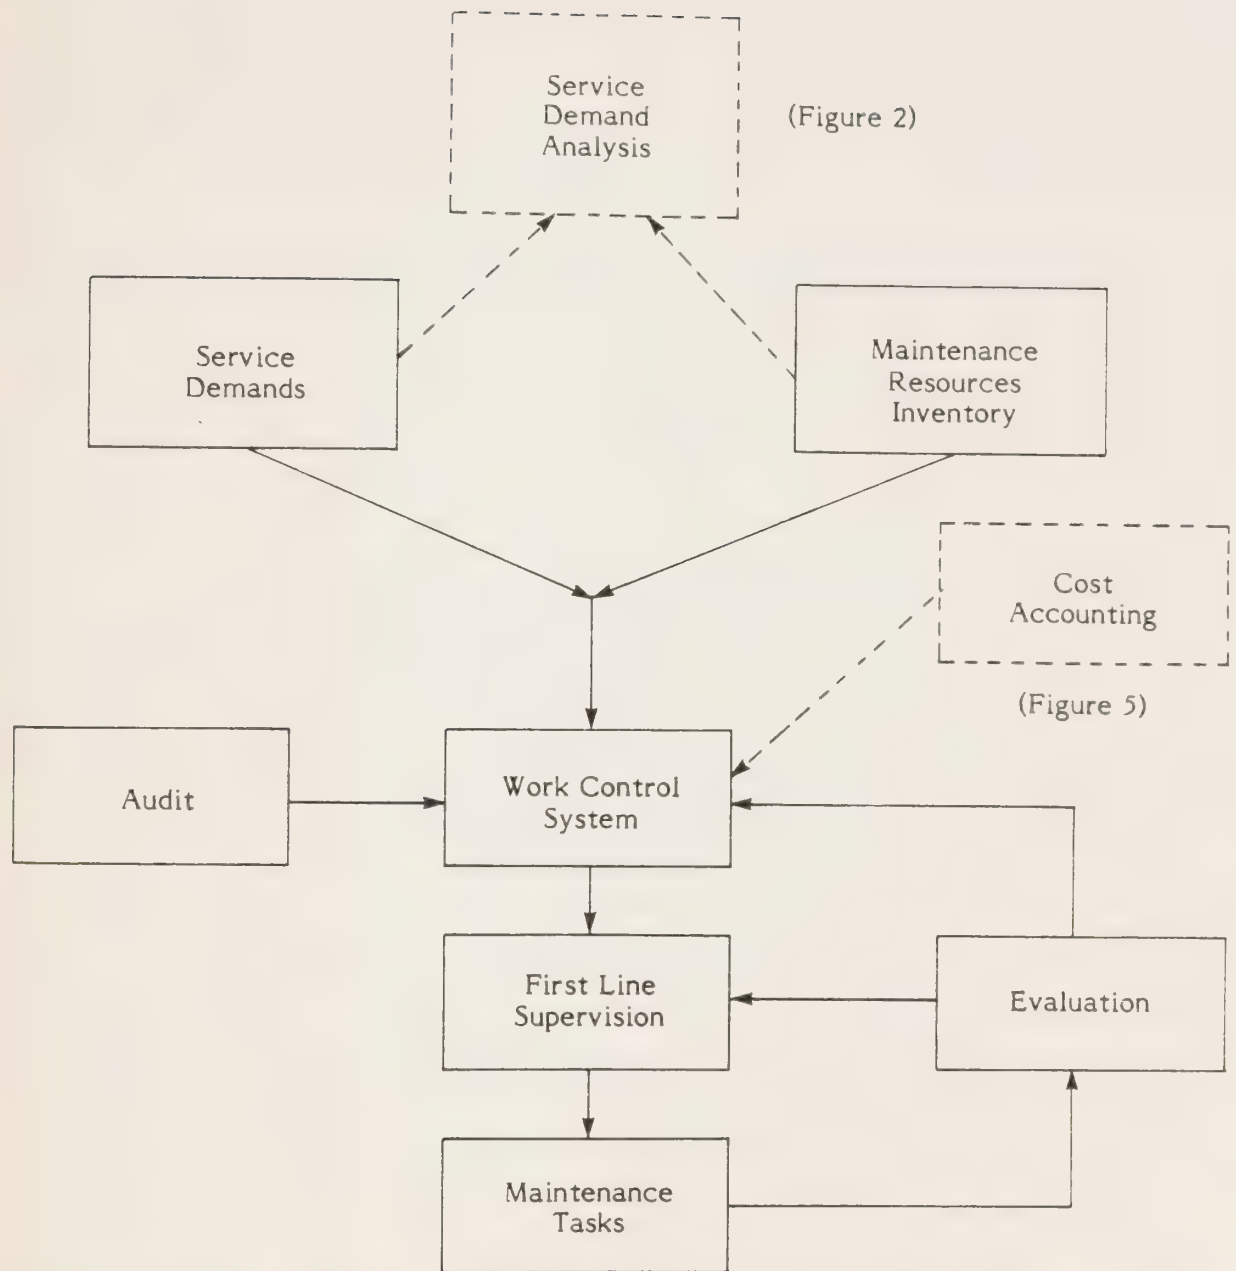 Service
Demand
Analysis
(Figure 2)
Service
Demands
Maintenance
Resources
Inventory
Cost
Accounting
(Figure 5)
Audit
Work Control
System
First Line
Supervision
Evaluation
Maintenance
Tasks